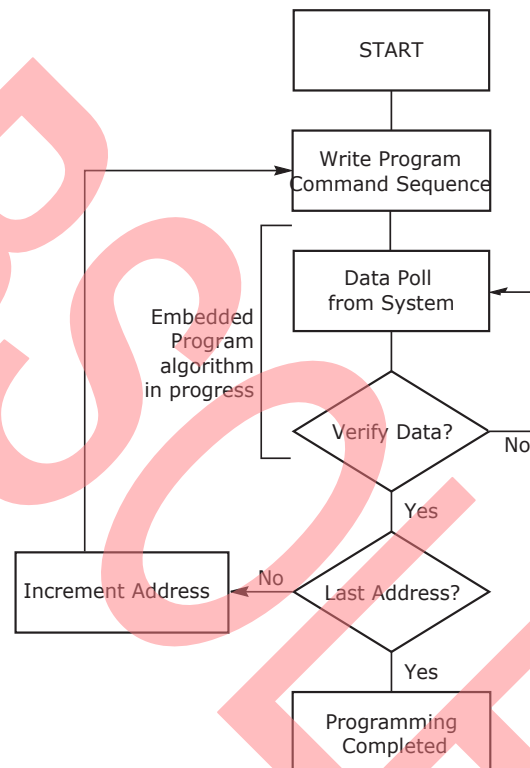 START
Write Program
Command Sequence
Data Poll
from System
Embedded
Program
algorithm
in progress
Verify Data?
No
Yes
No
Increment Address
Last Address?
Yes
Programming
Completed